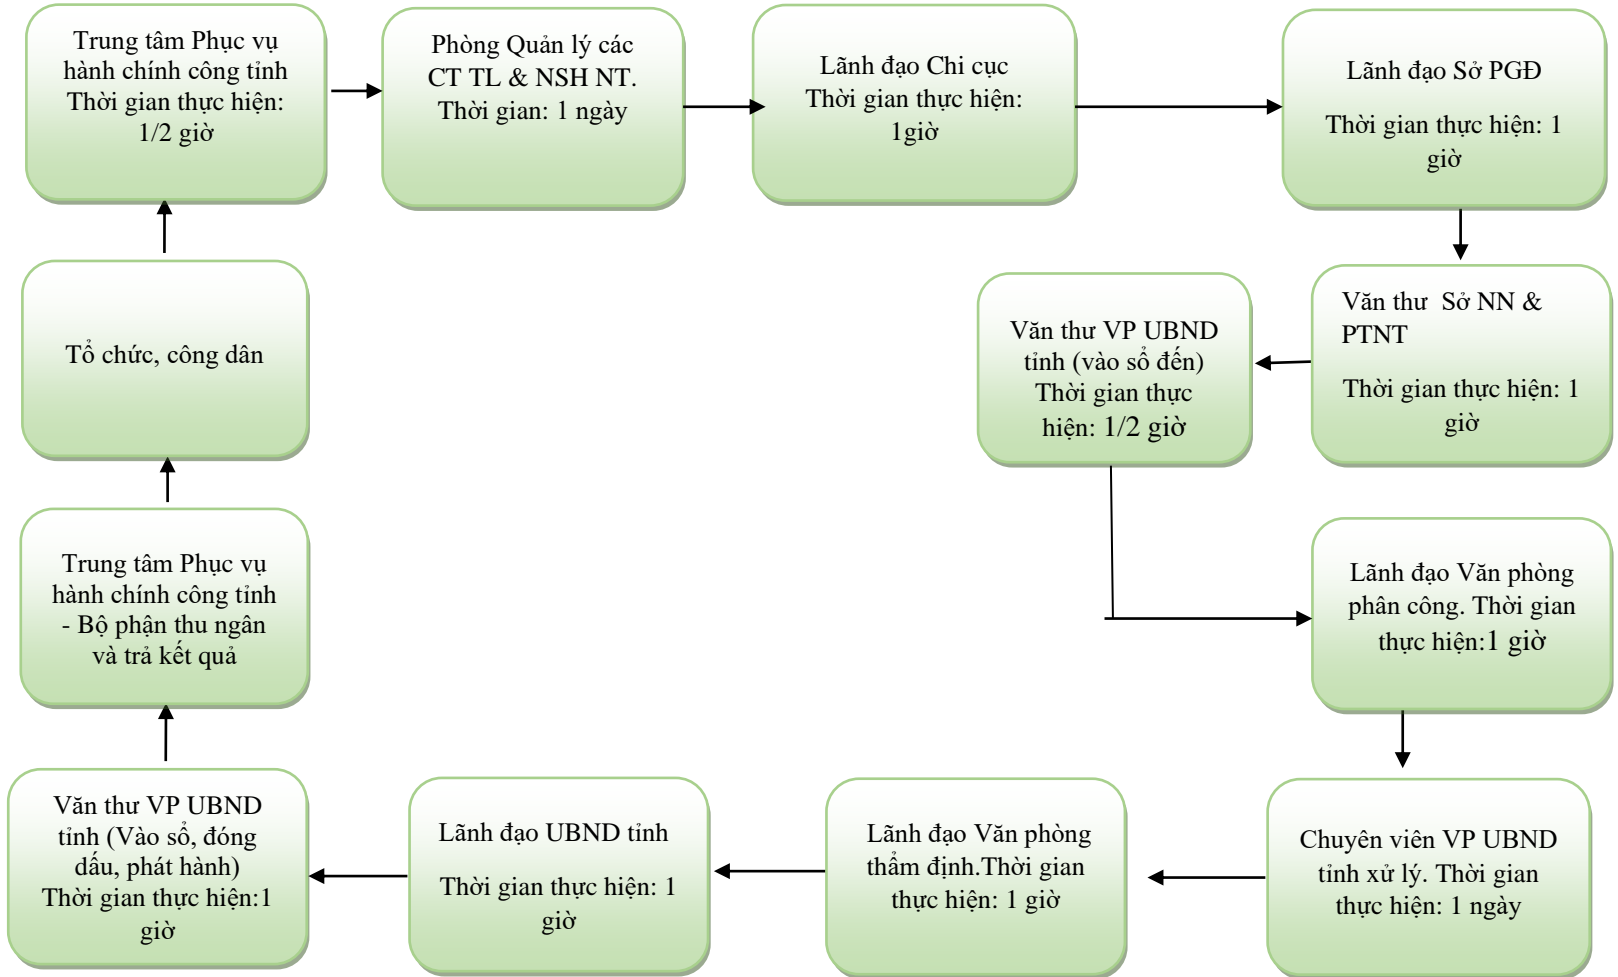 Trung tâm Phục vụ
hành chính công tỉnh
Thời gian thực hiện:
1/2 giờ
Phòng Quản lý các
CT TL & NSH NT.
Thời gian: 1 ngày
Lãnh đạo Chi cục
Thời gian thực hiện:
1giờ
Lãnh đạo Sở PGĐ
Thời gian thực hiện: 1
giờ
Văn thư Sở NN &
PTNT
Thời gian thực hiện: 1
giờ
Văn thư VP UBND
tỉnh (vào sổ đến)
Thời gian thực
hiện: 1/2 giờ
Lãnh đạo Văn phòng
phân công. Thời gian
thực hiện:1 giờ
Chuyên viên VP UBND
tỉnh xử lý. Thời gian
thực hiện: 1 ngày
Lãnh đạo Văn phòng
thẩm định.Thời gian
thực hiện: 1 giờ
Lãnh đạo UBND tỉnh
Thời gian thực hiện: 1
giờ
Văn thư VP UBND
tỉnh (Vào sổ, đóng
dấu, phát hành)
Thời gian thực hiện:1
giờ
Trung tâm Phục vụ
hành chính công tỉnh
- Bộ phận thu ngân
và trả kết quả
Tổ chức, công dân